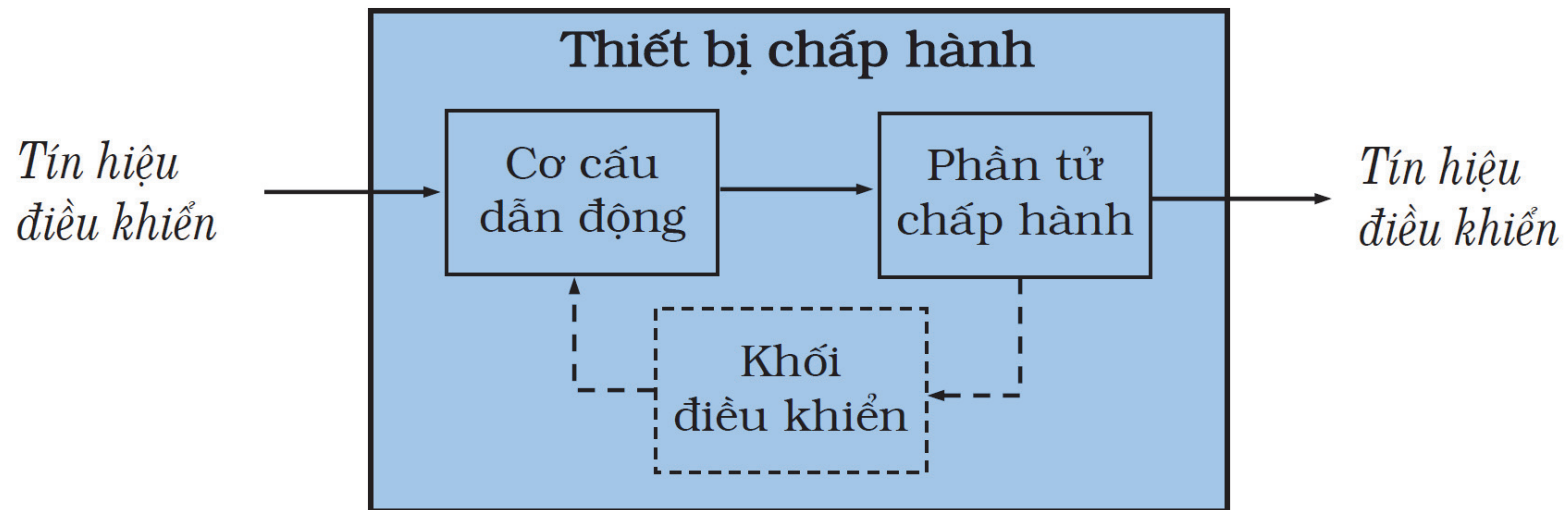 Thiết bị chấp hành
Tín hiệu
điều khiển
Cơ cấu
dẫn động
Phần tử
chấp hành
Tín hiệu
điều khiển
Khối
điều khiển